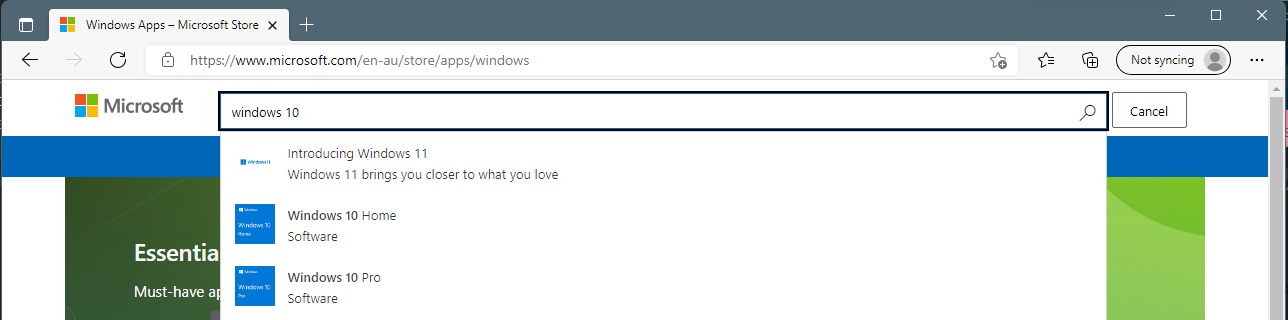 Windows Apps – Microsoft Store
https://www.microsoft.com/en-au/store/apps/windows
Not syncing
Microsoft
windows 10
Cancel
Windows 11
Introducing Windows 11
Windows 11 brings you closer to what you love
Windows
Windows 10
Home
Windows 10 Home
Software
Essentia
Windows
Windows 10
Pro
Windows 10 Pro
Software
Must-have ap